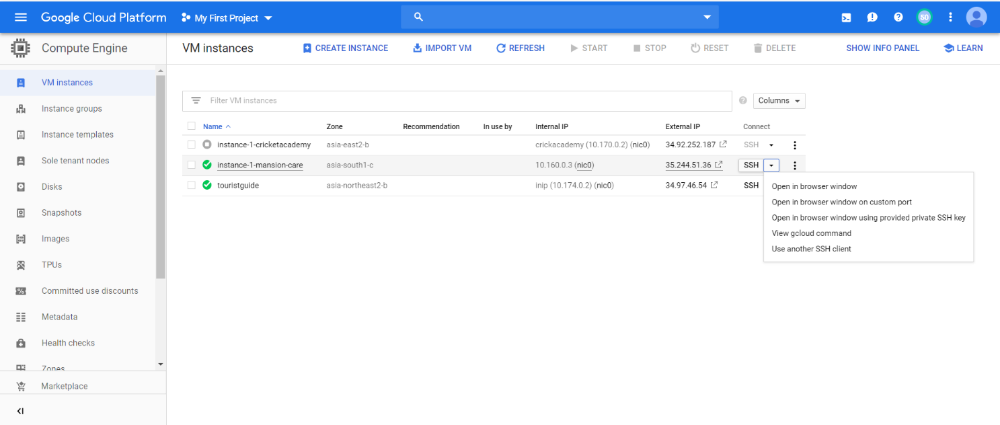 Google Cloud Platform My First Project 50
Compute Engine VM instances CREATE INSTANCE IMPORT VM REFRESH START STOP RESET DELETE SHOW INFO PANEL LEARN
VM instances
Instance groups
Instance templates
Sole tenant nodes
Disks
Snapshots
Images
TPUs
Committed use discounts
Metadata
Health checks
Zones
Marketplace
Filter VM instances Columns
Name Zone Recommendation In use by Internal IP External IP Connect
instance-1-cricketacademy asia-east2-b crickacademy (10.170.0.2) (nic0) 34.92.252.187 SSH
instance-1-mansion-care asia-south1-c 10.160.0.3 (nic0) 35.244.51.36 SSH
touristguide asia-northeast2-b inip (10.174.0.2) (nic0) 34.97.46.54 SSH
Open in browser window
Open in browser window on custom port
Open in browser window using provided private SSH key
View gcloud command
Use another SSH client